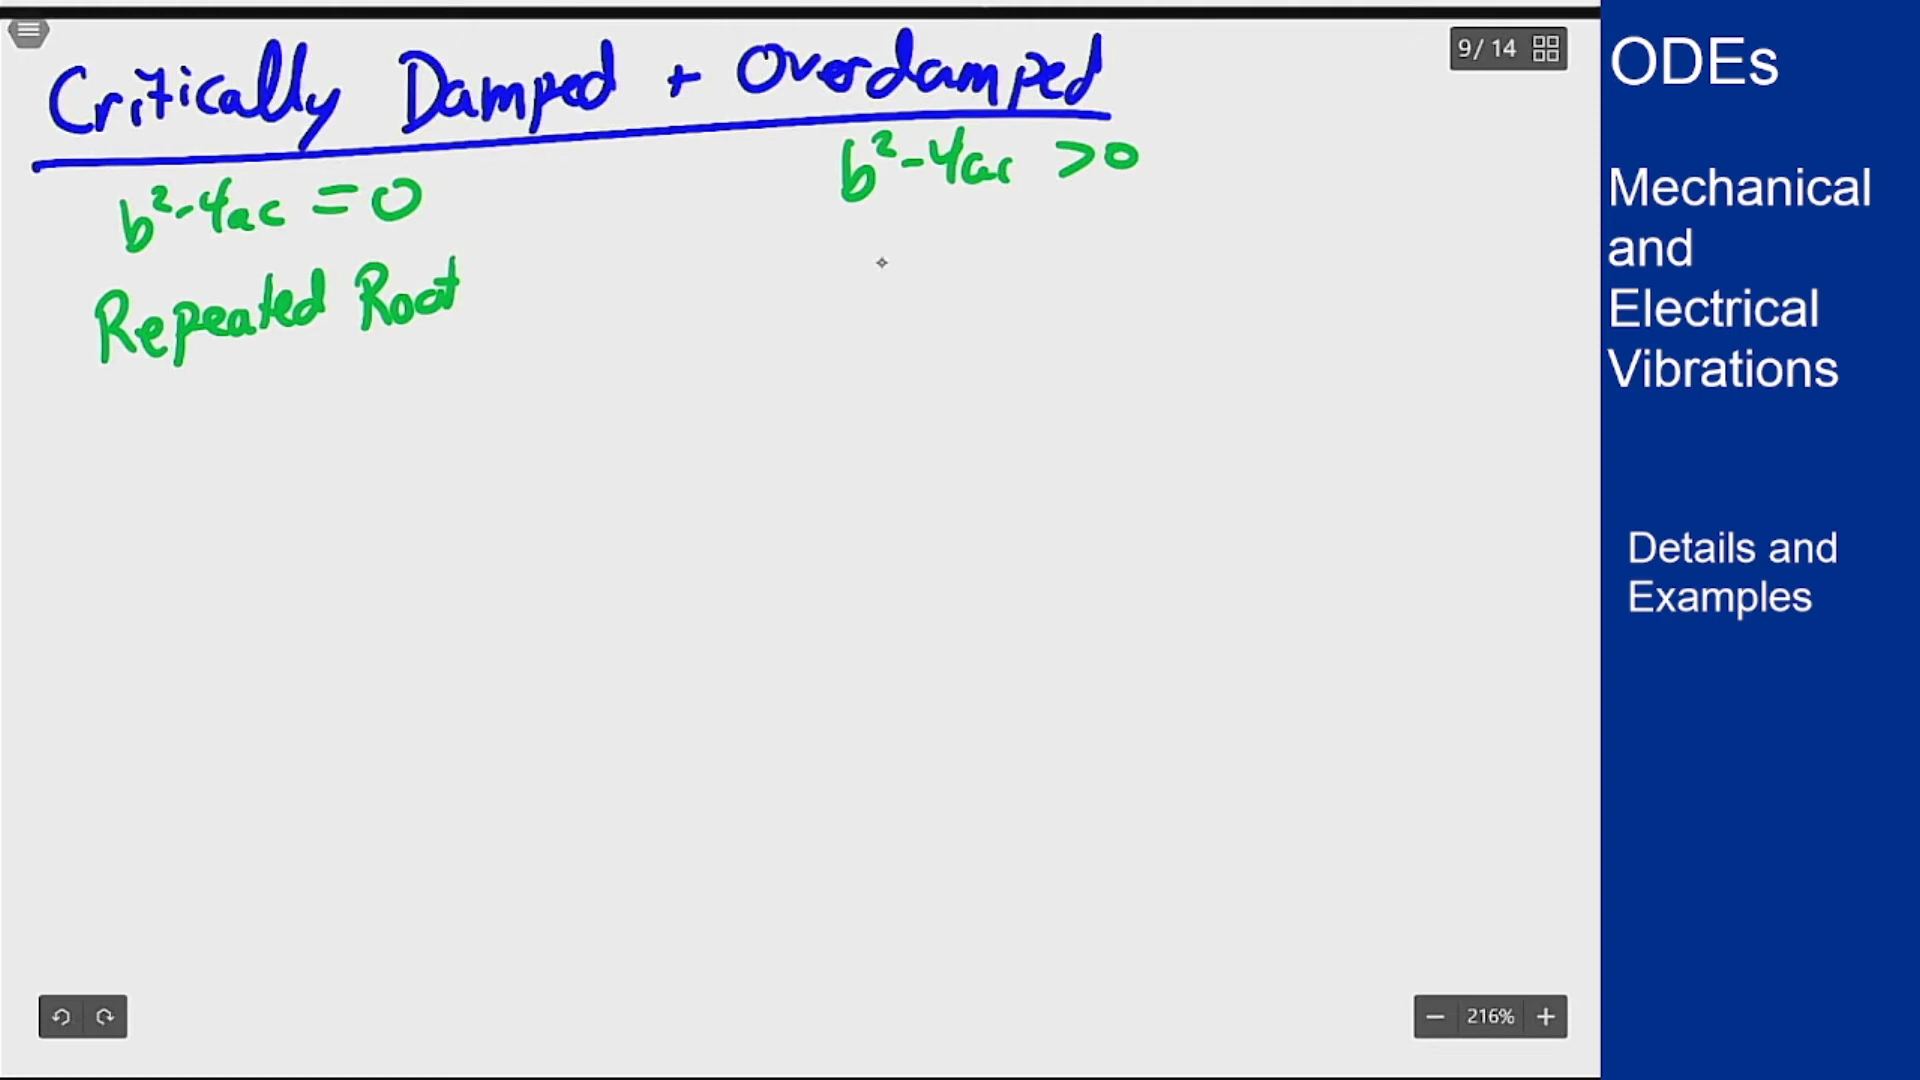 Critically Damped + Overdamped
b²-4ac = 0
b²-4ac > 0
Repeated Root
9/ 14
216%
ODEs
Mechanical
and
Electrical
Vibrations
Details and
Examples